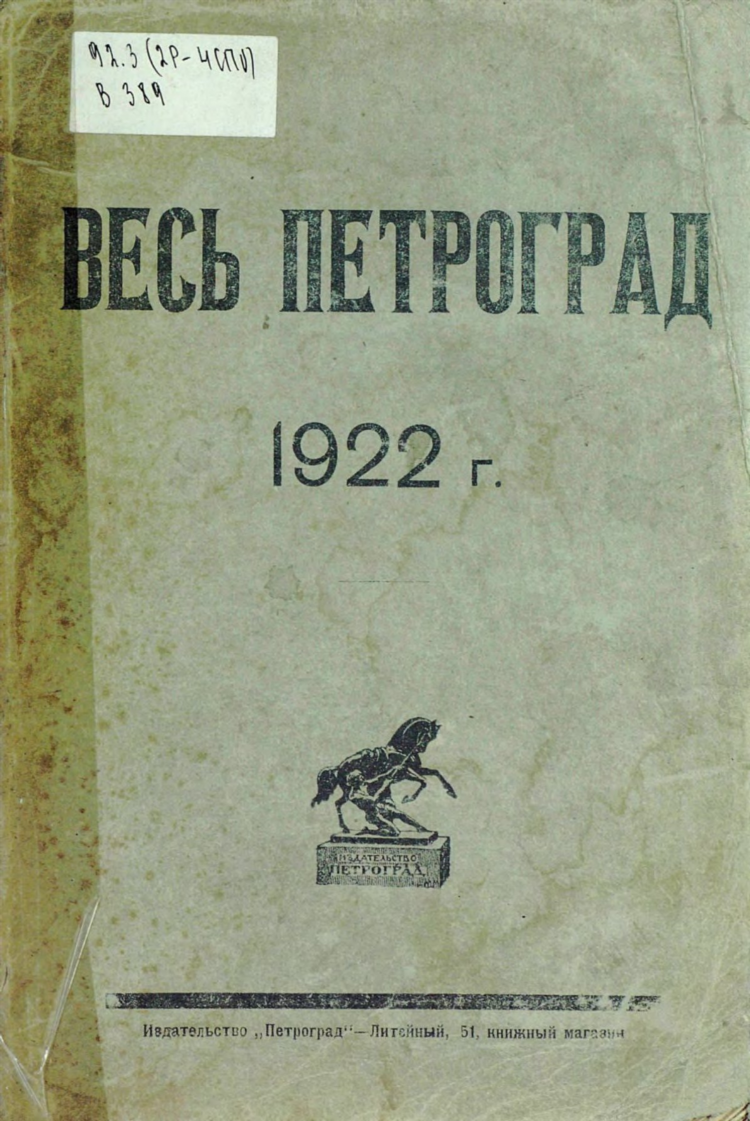 92.3 (2Р-4СПб)
В 389
ВЕСЬ ПЕТРОГРАД
1922 г.
ИЗДАТЕЛЬСТВО
ПЕТРОГРАД
Издательство „Петроград“—Литейный, 51, книжный магазин